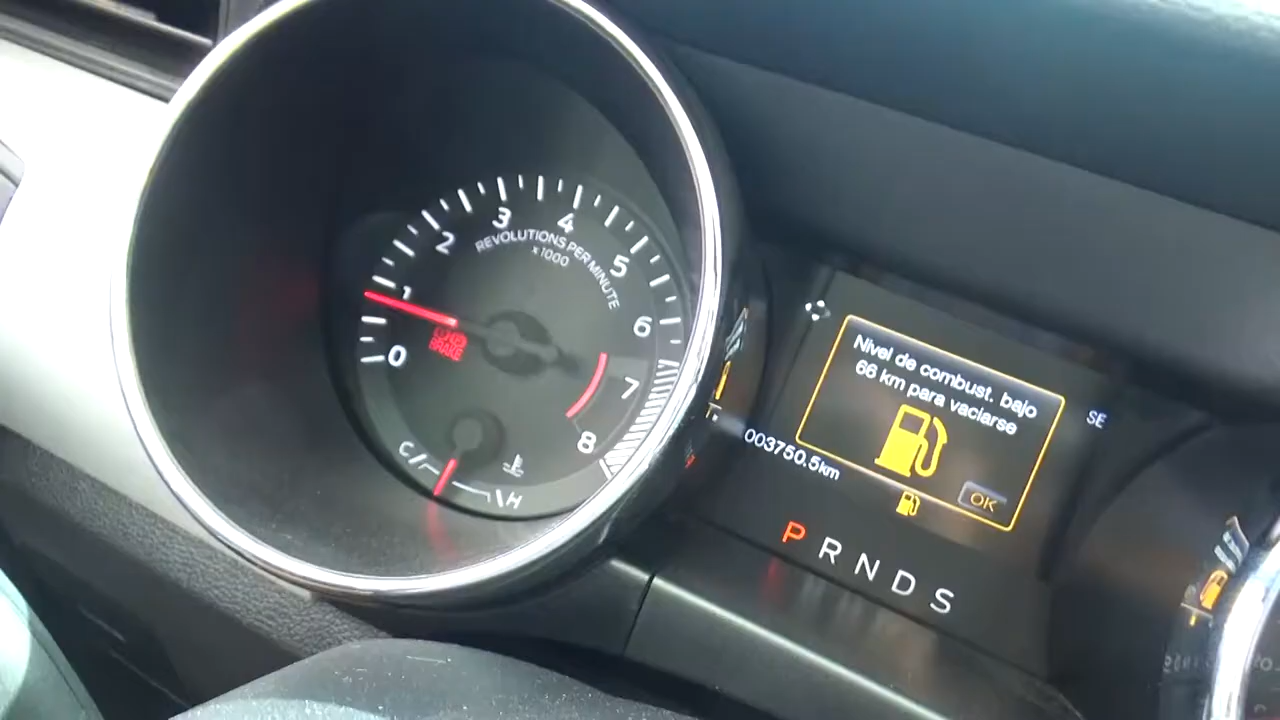 0
1
2
3
4
5
6
7
8
REVOLUTIONS PER MINUTE
x1000
BRAKE
C
H
Nivel de combust. bajo
66 km para vaciarse
OK
SE
003750.5km
P R N D S